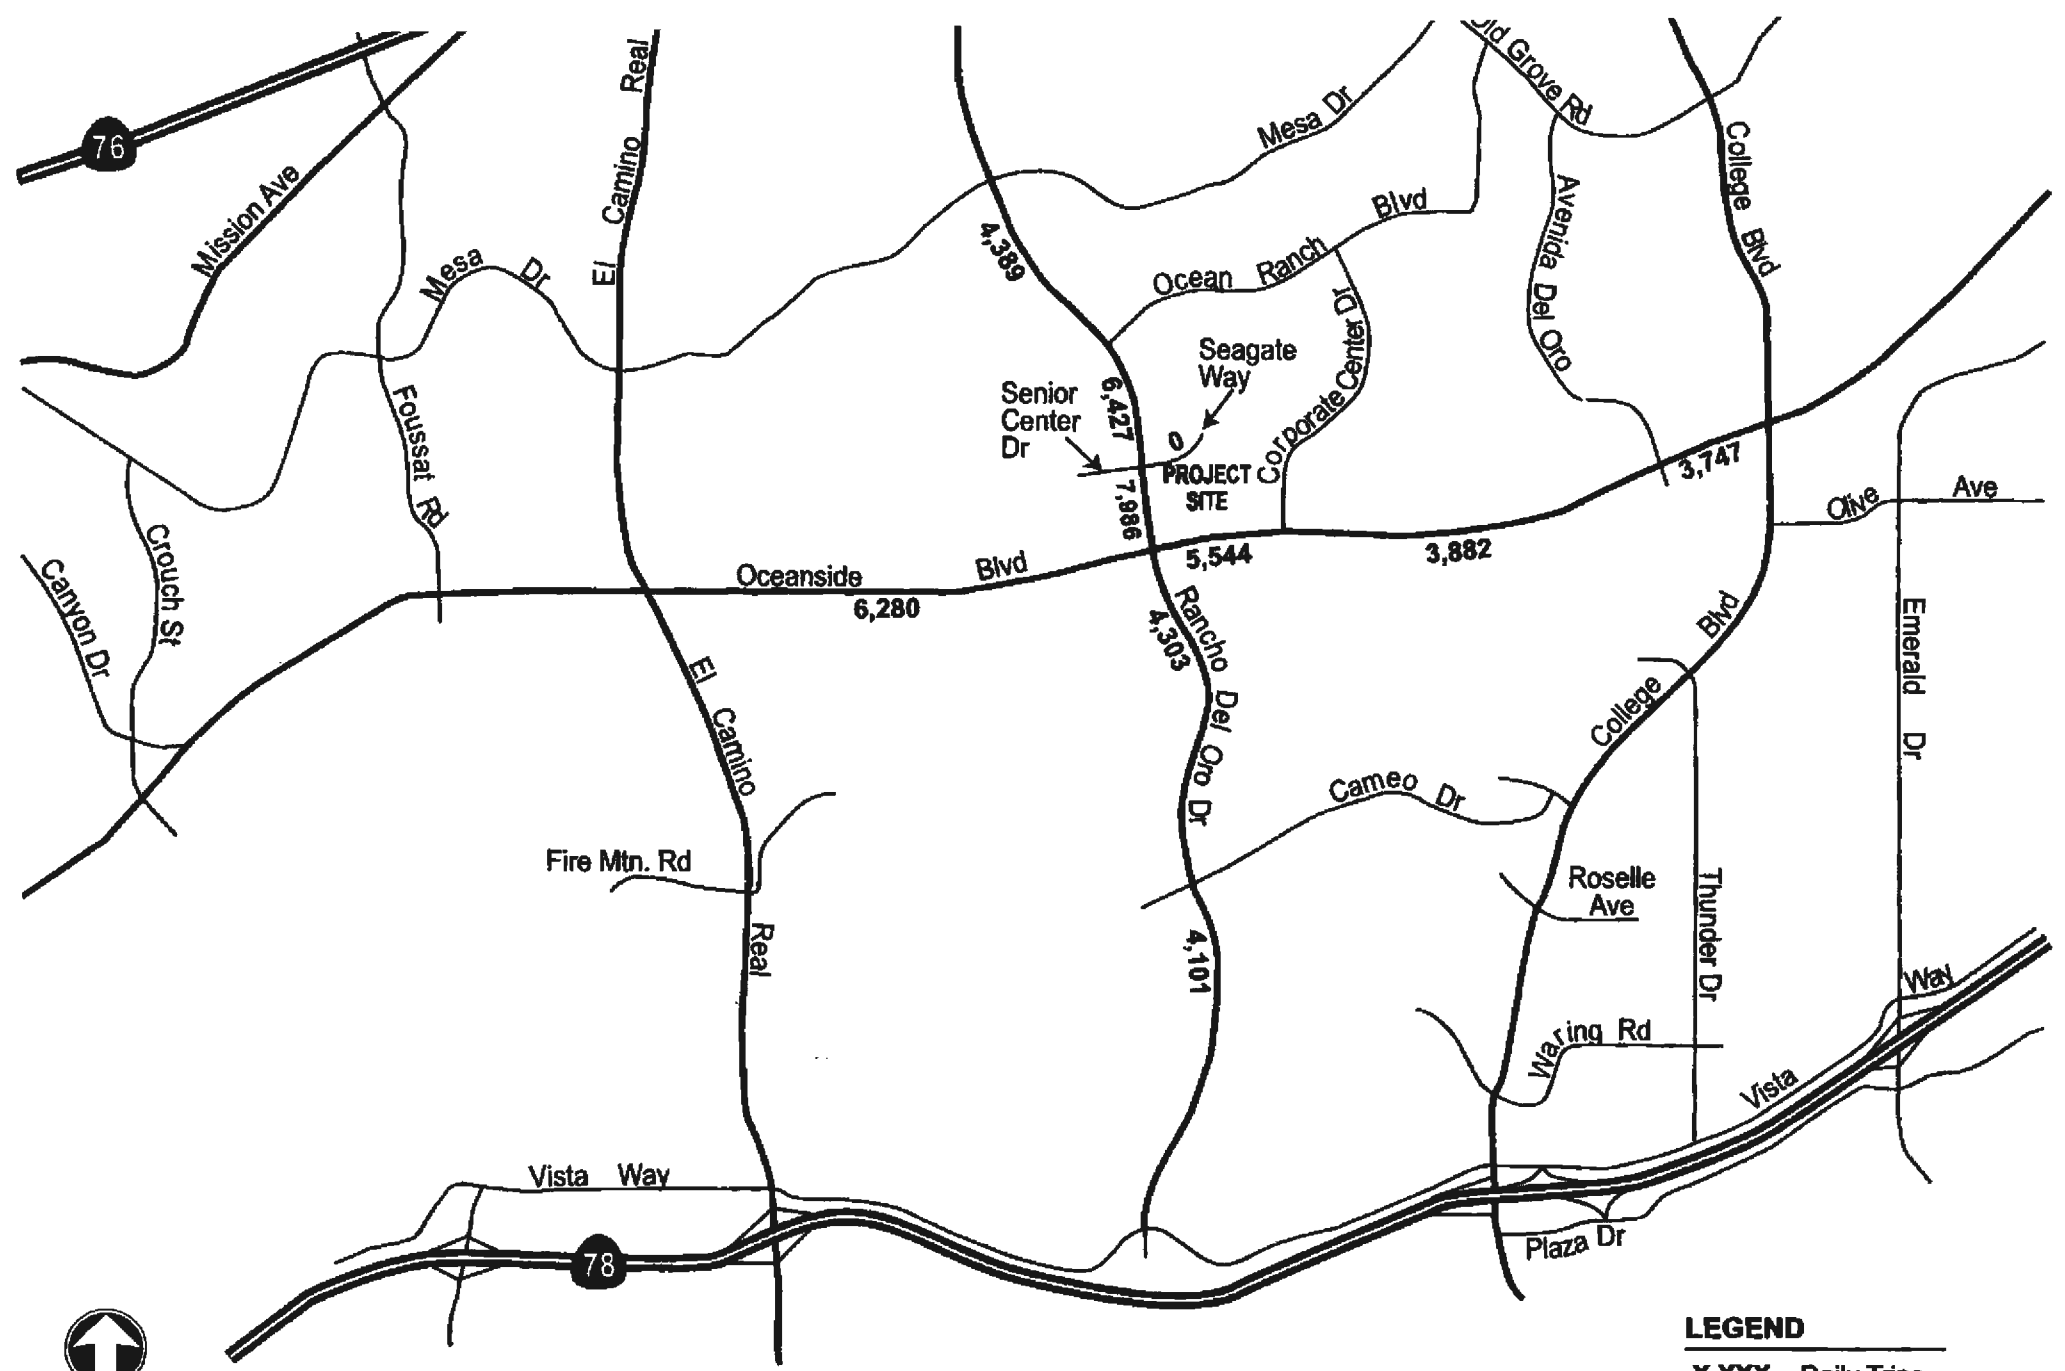 Old Grove Rd
76
El Camino Real
Mesa Dr
College Blvd
Mission Ave
Mesa Dr
Avenida Del Oro
Ocean Ranch Blvd
4,389
Corporate Center Dr
Seagate
Way
Senior
Center
Dr
6,427
0
PROJECT
SITE
7,986
Foussat Rd
3,747
Olive Ave
Crouch St
Canyon Dr
Oceanside Blvd
6,280
5,544
3,882
Rancho Del Oro Dr
4,303
Emerald Dr
College Blvd
El Camino Real
Cameo Dr
Fire Mtn. Rd
Roselle
Ave
Thunder Dr
4,101
Waring Rd
Vista Way
Vista Way
78
Plaza Dr
LEGEND